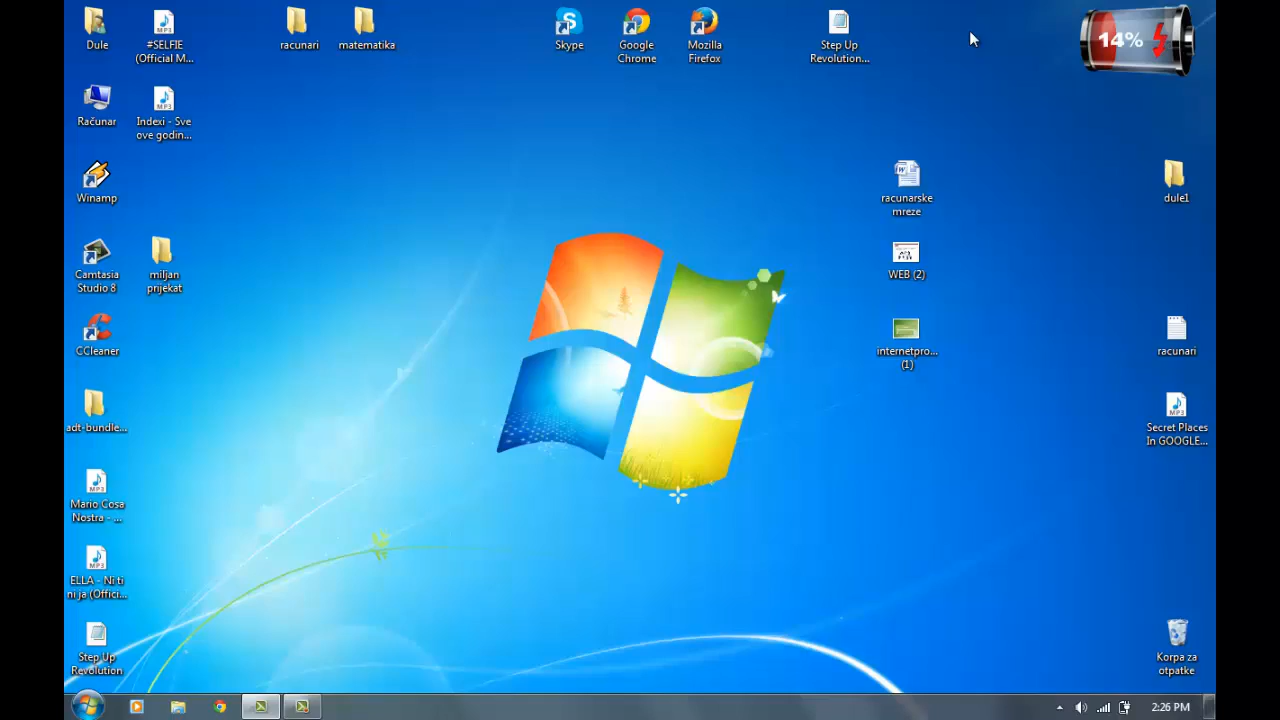 Dule
#SELFIE
(Official M...
racunari
matematika
Skype
Google
Chrome
Mozilla
Firefox
Step Up
Revolution...
14%
Računar
Indexi - Sve
ove godin...
Winamp
racunarske
mreze
dule1
Camtasia
Studio 8
miljan
prijekat
WEB (2)
CCleaner
internetpro...
(1)
racunari
adt-bundle...
Secret Places
In GOOGLE...
Mario Cosa
Nostra - ...
ELLA - Ni ti
ni ja (Offici...
Step Up
Revolution
Korpa za
otpatke
2:26 PM